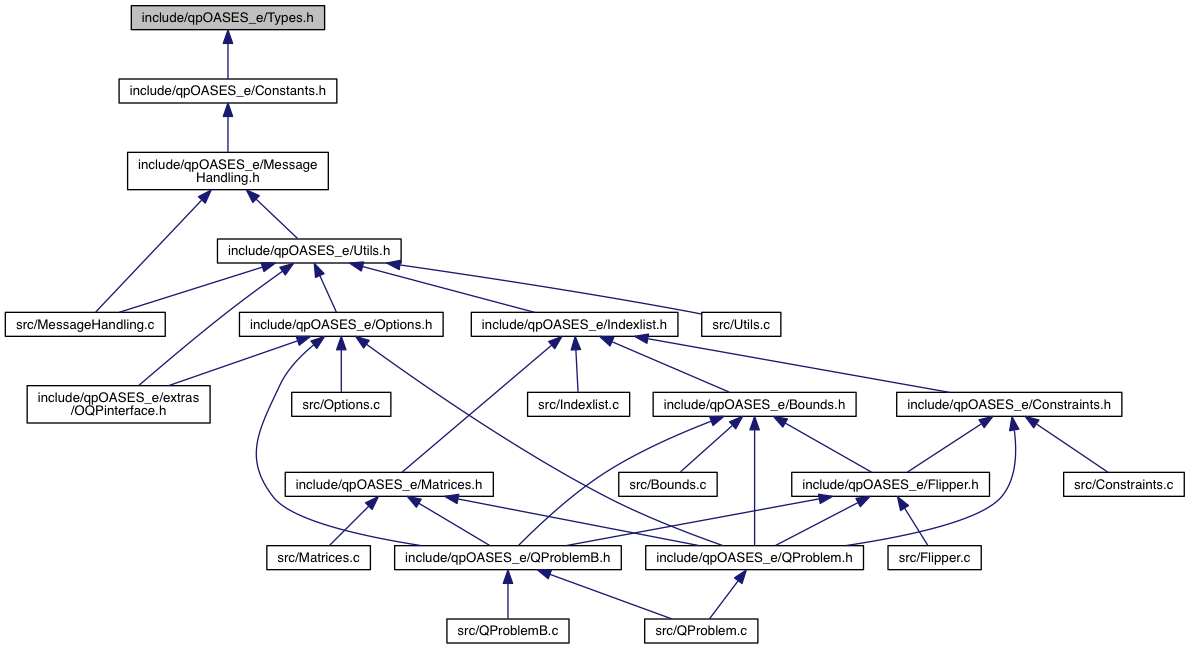 include/qpOASES_e/Types.h
include/qpOASES_e/Constants.h
include/qpOASES_e/Message
Handling.h
include/qpOASES_e/Utils.h
src/MessageHandling.c
include/qpOASES_e/Options.h
include/qpOASES_e/Indexlist.h
src/Utils.c
include/qpOASES_e/extras
/OQPinterface.h
src/Options.c
src/Indexlist.c
include/qpOASES_e/Bounds.h
include/qpOASES_e/Constraints.h
include/qpOASES_e/Matrices.h
src/Bounds.c
include/qpOASES_e/Flipper.h
src/Constraints.c
src/Matrices.c
include/qpOASES_e/QProblemB.h
include/qpOASES_e/QProblem.h
src/Flipper.c
src/QProblemB.c
src/QProblem.c